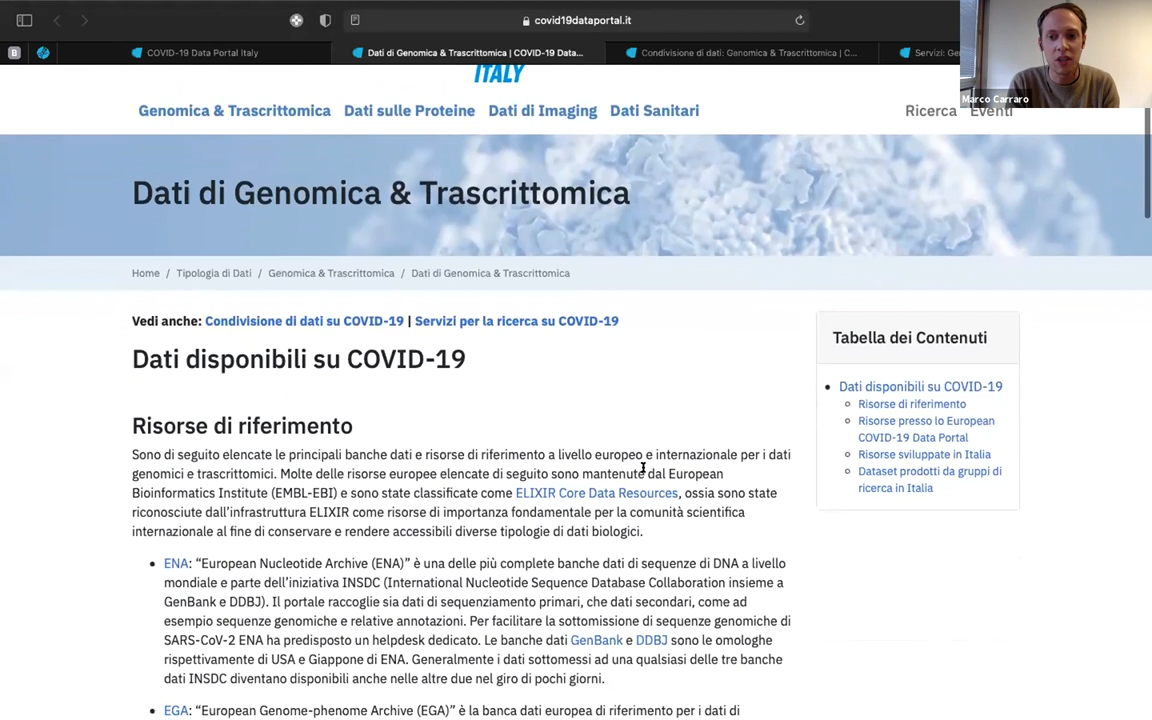 covid19dataportal.it
B
COVID-19 Data Portal Italy
Dati di Genomica & Trascrittomica | COVID-19 Data...
Condivisione di dati: Genomica & Trascrittomica | C...
Servizi: Ge
Marco Carraro
ITALY
Genomica & Trascrittomica Dati sulle Proteine Dati di Imaging Dati Sanitari
Ricerca Eventi
Dati di Genomica & Trascrittomica
Home / Tipologia di Dati / Genomica & Trascrittomica / Dati di Genomica & Trascrittomica
Vedi anche: Condivisione di dati su COVID-19 | Servizi per la ricerca su COVID-19
Dati disponibili su COVID-19
Risorse di riferimento
Sono di seguito elencate le principali banche dati e risorse di riferimento a livello europeo e internazionale per i dati
genomici e trascrittomici. Molte delle risorse europee elencate di seguito sono mantenute dal European
Bioinformatics Institute (EMBL-EBI) e sono state classificate come ELIXIR Core Data Resources, ossia sono state
riconosciute dall’infrastruttura ELIXIR come risorse di importanza fondamentale per la comunità scientifica
internazionale al fine di conservare e rendere accessibili diverse tipologie di dati biologici.
• ENA: “European Nucleotide Archive (ENA)” è una delle più complete banche dati di sequenze di DNA a livello
mondiale e parte dell’iniziativa INSDC (International Nucleotide Sequence Database Collaboration insieme a
GenBank e DDBJ). Il portale raccoglie sia dati di sequenziamento primari, che dati secondari, come ad
esempio sequenze genomiche e relative annotazioni. Per facilitare la sottomissione di sequenze genomiche di
SARS-CoV-2 ENA ha predisposto un helpdesk dedicato. Le banche dati GenBank e DDBJ sono le omologhe
rispettivamente di USA e Giappone di ENA. Generalmente i dati sottomessi ad una qualsiasi delle tre banche
dati INSDC diventano disponibili anche nelle altre due nel giro di pochi giorni.
• EGA: “European Genome-phenome Archive (EGA)” è la banca dati europea di riferimento per i dati di
Tabella dei Contenuti
• Dati disponibili su COVID-19
Risorse di riferimento
Risorse presso lo European
COVID-19 Data Portal
Risorse sviluppate in Italia
Dataset prodotti da gruppi di
ricerca in Italia